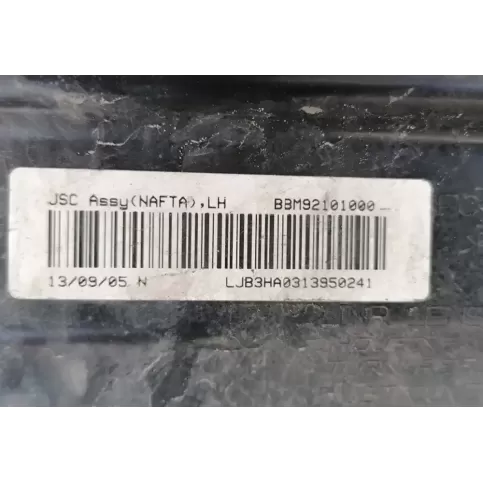 JSC Assy(NAFTA),LH BBM92101000
13/09/05 N LJB3HA0313950241